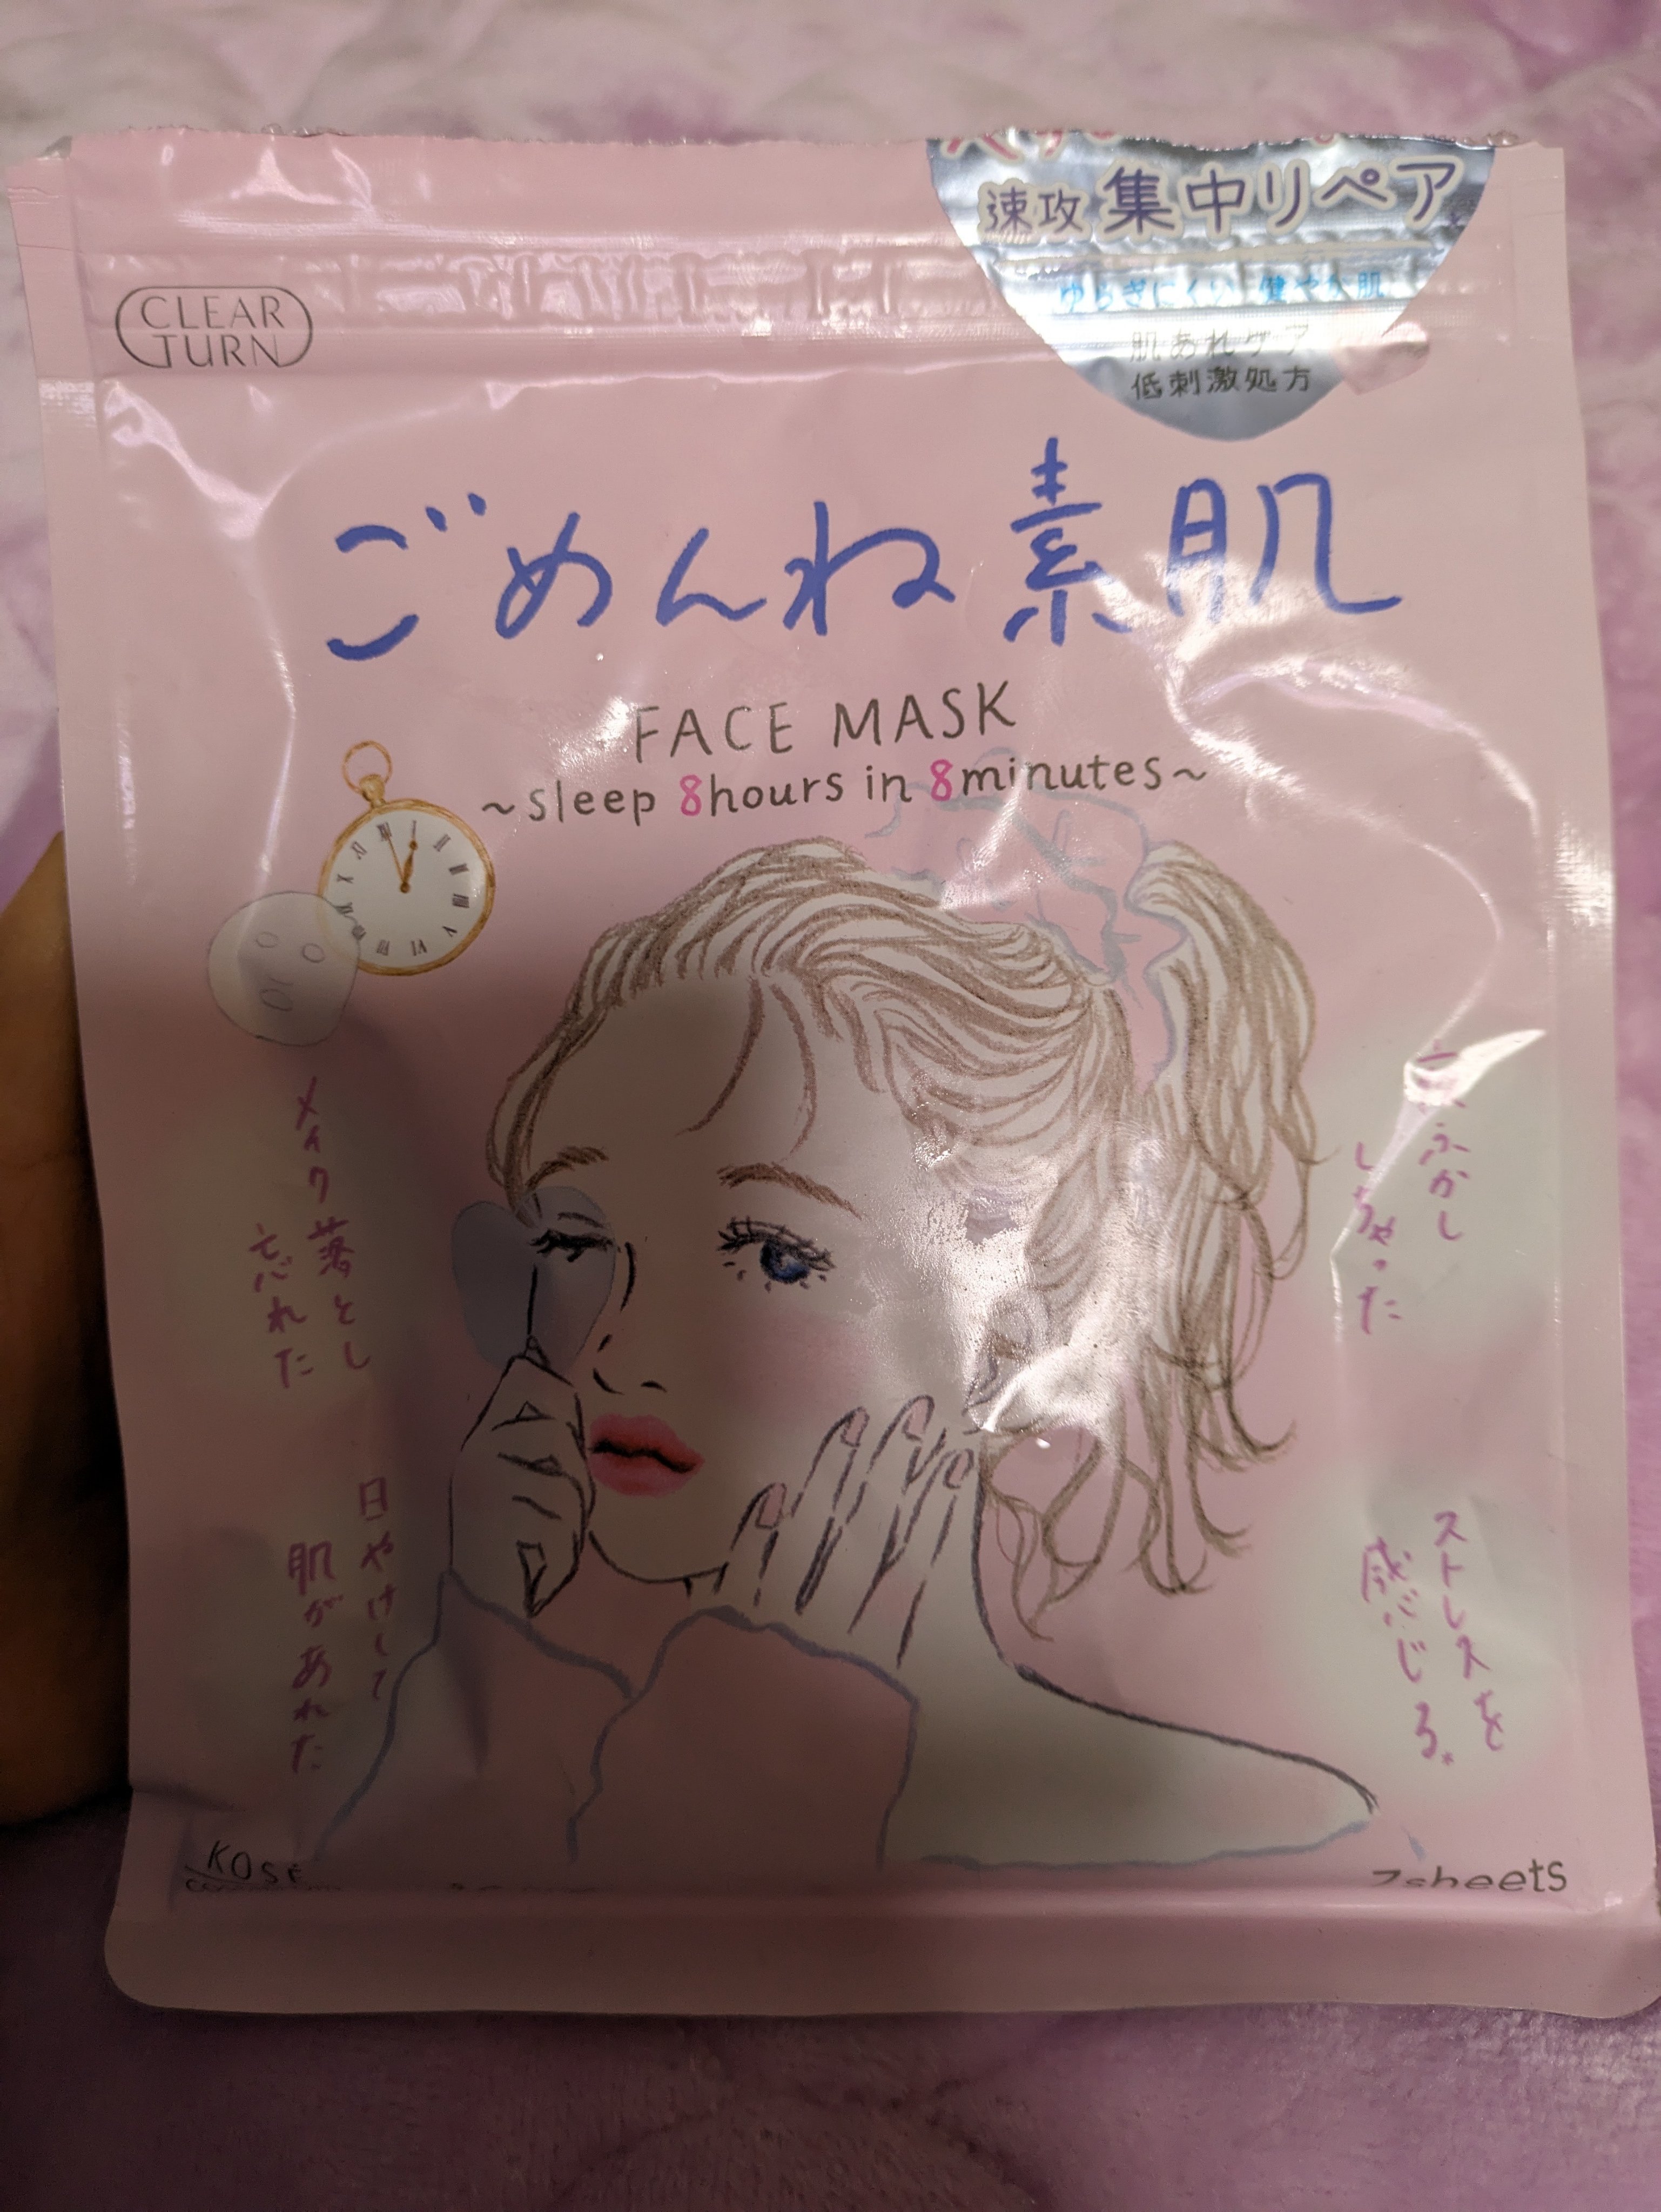 速攻 集中リペア
ゆらぎにくい 健やか肌
肌あれケア
低刺激処方
CLEAR
TURN
ごめんね素肌
FACE MASK
~sleep 8hours in 8minutes~
ふかし
しちゃった
メイク落とし
忘れた
ストレスを
感じる。*
日やけして
肌があれた
KOSÉ
7sheets